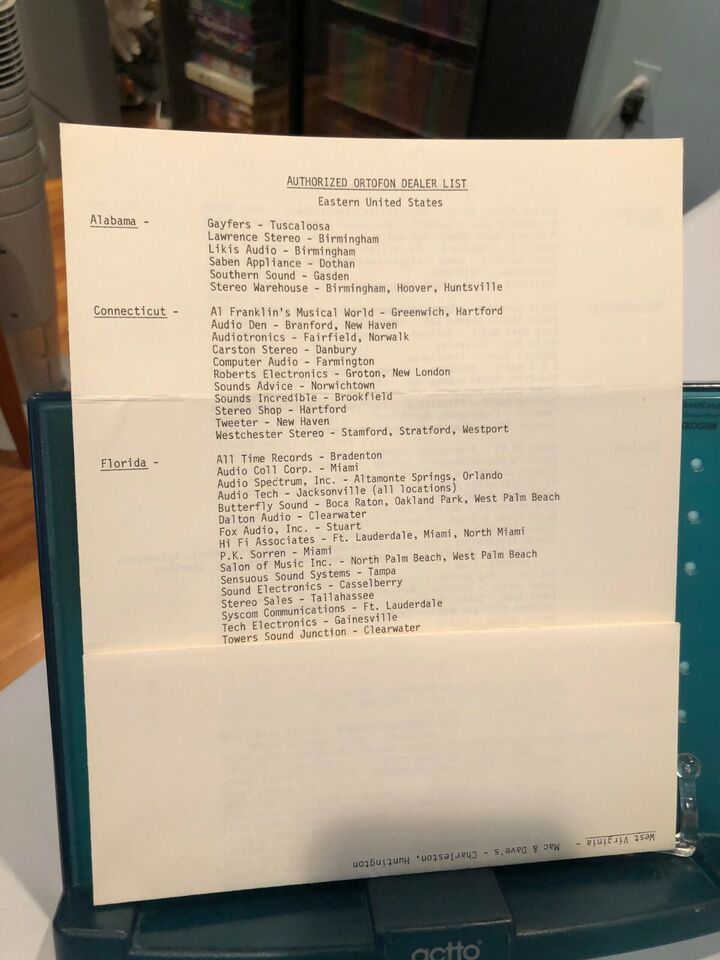 AUTHORIZED ORTOFON DEALER LIST
Eastern United States
Alabama - Gayfers - Tuscaloosa
Lawrence Stereo - Birmingham
Likis Audio - Birmingham
Saben Appliance - Dothan
Southern Sound - Gasden
Stereo Warehouse - Birmingham, Hoover, Huntsville
Connecticut - Al Franklin's Musical World - Greenwich, Hartford
Audio Den - Branford, New Haven
Audiotronics - Fairfield, Norwalk
Carston Stereo - Danbury
Computer Audio - Farmington
Roberts Electronics - Groton, New London
Sounds Advice - Norwichtown
Sounds Incredible - Brookfield
Stereo Shop - Hartford
Tweeter - New Haven
Westchester Stereo - Stamford, Stratford, Westport
Florida - All Time Records - Bradenton
Audio Coll Corp. - Miami
Audio Spectrum, Inc. - Altamonte Springs, Orlando
Audio Tech - Jacksonville (all locations)
Butterfly Sound - Boca Raton, Oakland Park, West Palm Beach
Dalton Audio - Clearwater
Fox Audio, Inc. - Stuart
Hi Fi Associates - Ft. Lauderdale, Miami, North Miami
P.K. Sorren - Miami
Salon of Music Inc. - North Palm Beach, West Palm Beach
Sensuous Sound Systems - Tampa
Sound Electronics - Casselberry
Stereo Sales - Tallahassee
Syscom Communications - Ft. Lauderdale
Tech Electronics - Gainesville
Towers Sound Junction - Clearwater
West Virginia - Mac & Dave's - Charleston, Huntington
actto